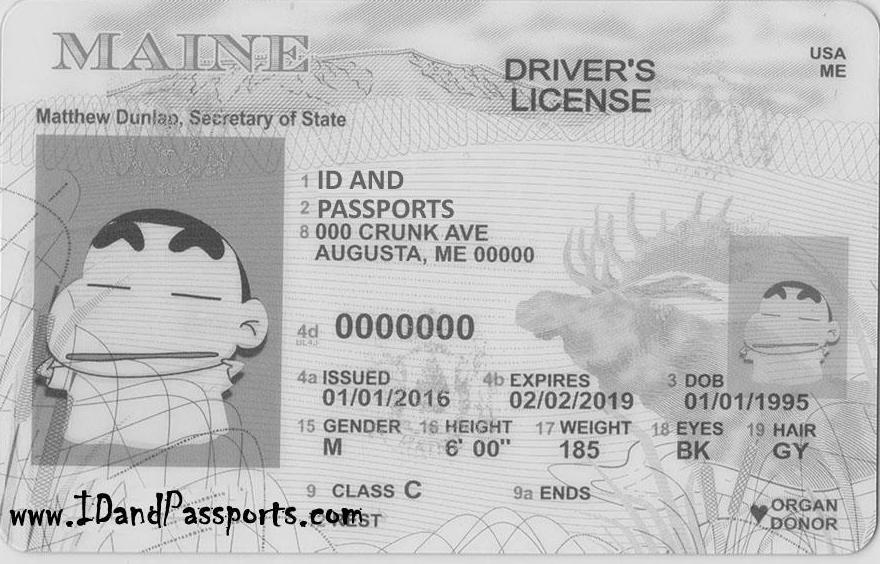 MAINE
DRIVER'S
LICENSE
USA
ME
Matthew Dunlap, Secretary of State
1 ID AND
2 PASSPORTS
8 000 CRUNK AVE
AUGUSTA, ME 00000
4d 0000000
4a ISSUED 4b EXPIRES 3 DOB
01/01/2016 02/02/2019 01/01/1995
15 GENDER 16 HEIGHT 17 WEIGHT 18 EYES 19 HAIR
M 6' 00" 185 BK GY
9 CLASS C 9a ENDS
www.IDandPassports.com
ORGAN
DONOR